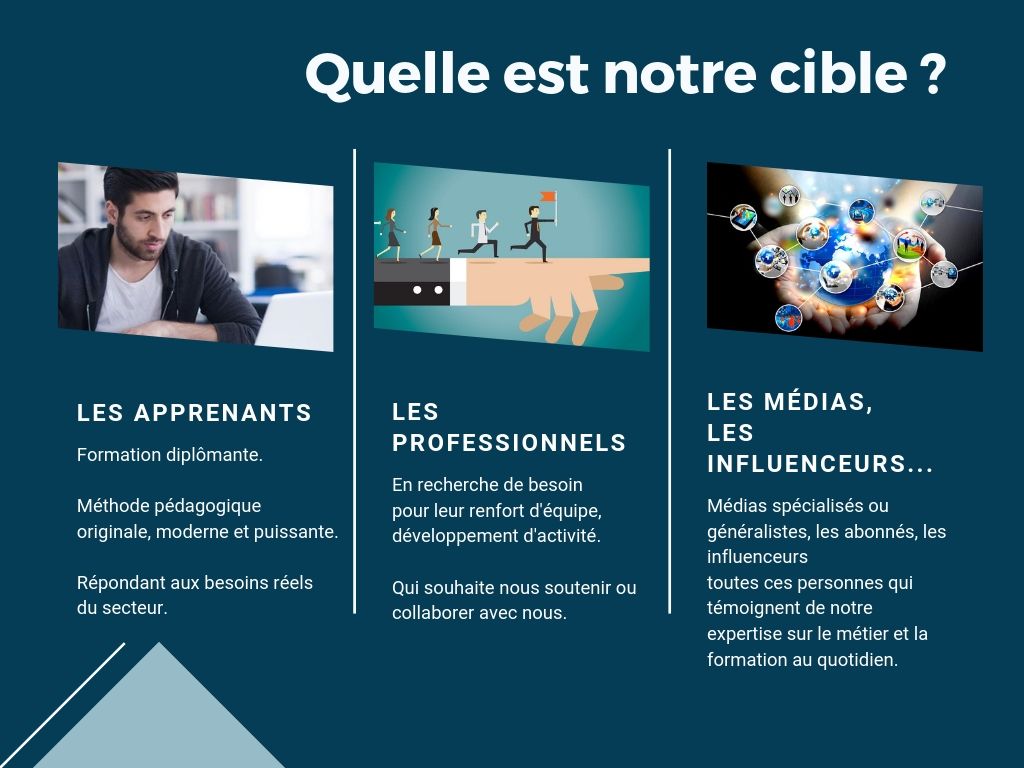 Quelle est notre cible ?
LES APPRENANTS
Formation diplômante.
Méthode pédagogique
originale, moderne et puissante.
Répondant aux besoins réels
du secteur.
LES
PROFESSIONNELS
En recherche de besoin
pour leur renfort d'équipe,
développement d'activité.
Qui souhaite nous soutenir ou
collaborer avec nous.
LES MÉDIAS,
LES
INFLUENCEURS...
Médias spécialisés ou
généralistes, les abonnés, les
influenceurs
toutes ces personnes qui
témoignent de notre
expertise sur le métier et la
formation au quotidien.